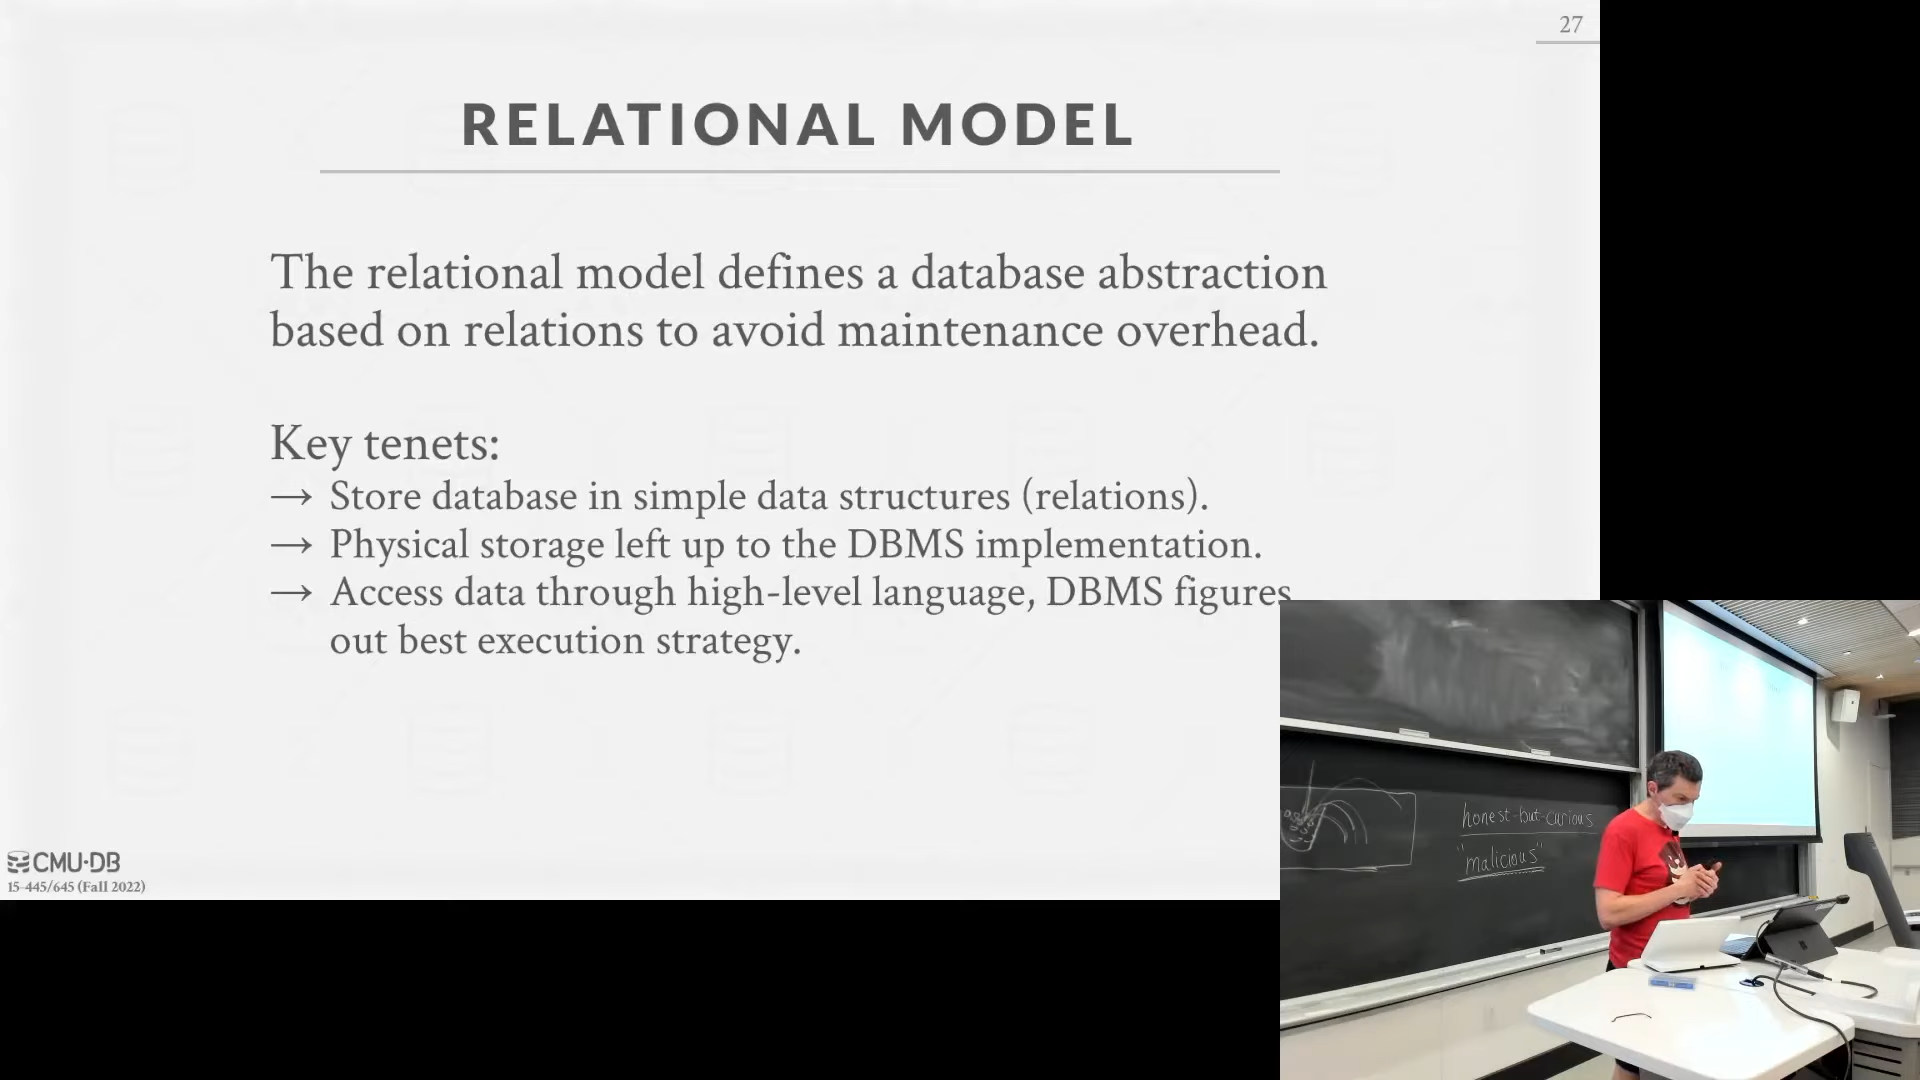 27
RELATIONAL MODEL
The relational model defines a database abstraction
based on relations to avoid maintenance overhead.
Key tenets:
→ Store database in simple data structures (relations).
→ Physical storage left up to the DBMS implementation.
→ Access data through high-level language, DBMS figures
out best execution strategy.
CMU·DB
15-445/645 (Fall 2022)
honest-but-curious
"malicious"